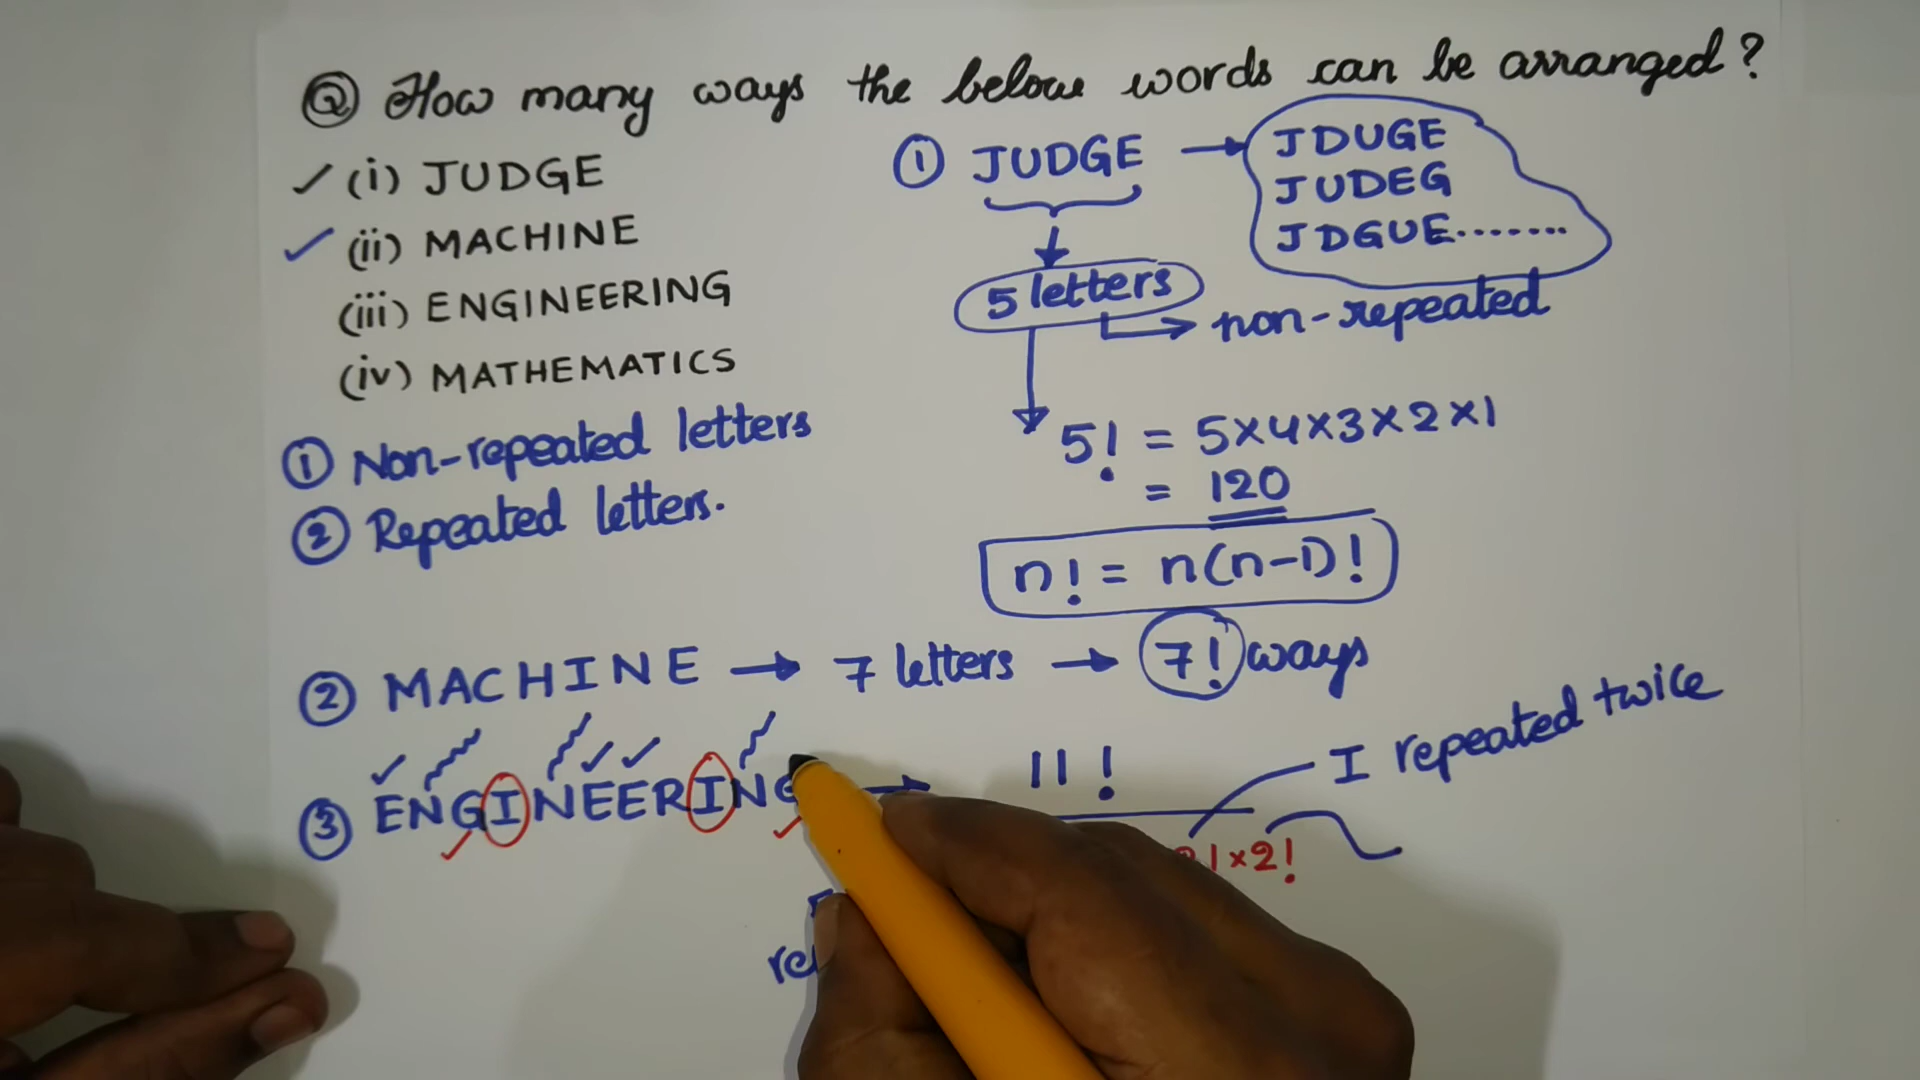 Q How many ways the below words can be arranged?
✓ (i) JUDGE
✓ (ii) MACHINE
(iii) ENGINEERING
(iv) MATHEMATICS
① Non-repeated letters
② Repeated letters.
① JUDGE → JDUGE
JUDEG
JDGUE.......
5 letters
→ non-repeated
5! = 5×4×3×2×1
= 120
n! = n(n-1)!
② MACHINE → 7 letters → 7! ways
③ ENGINEERING → 11!
I repeated twice
!×2!